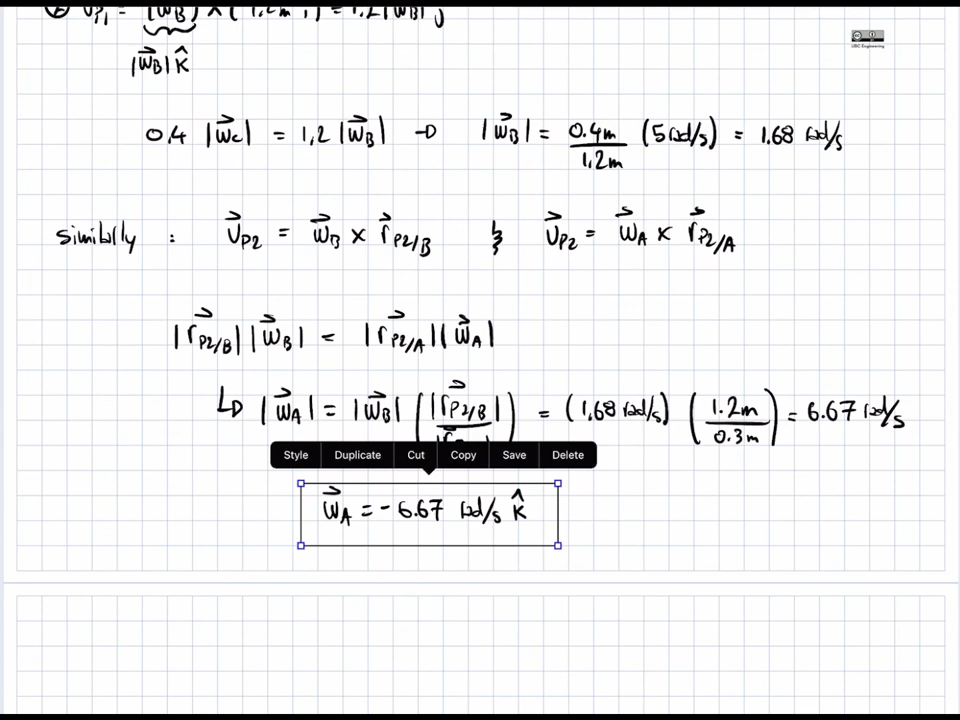 UBC Engineering
|w⃗B| k̂
0.4 |w⃗c| = 1,2 |w⃗B| → |w⃗B| = 0.4m/1.2m (5 rad/s) = 1.68 rad/s
Similarly : v⃗P2 = w⃗B × r⃗P2/B & v⃗P2 = w⃗A × r⃗P2/A
|r⃗P2/B| |w⃗B| = |r⃗P2/A| |w⃗A|
↳ |w⃗A| = |w⃗B| (|r⃗P2/B|) = (1,68 rad/s) (1.2m/0.3m) = 6.67 rad/s
Style Duplicate Cut Copy Save Delete
w⃗A = - 6.67 rad/s k̂